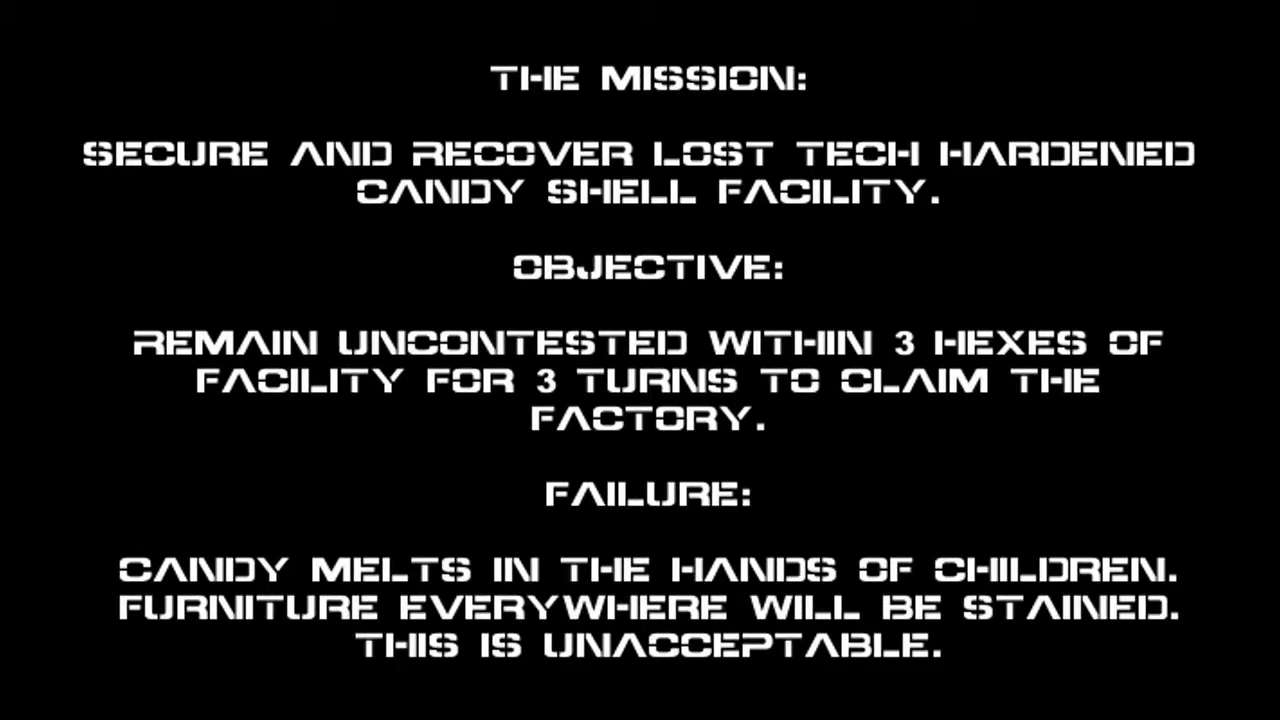 THE MISSION:
SECURE AND RECOVER LOST TECH HARDENED
CANDY SHELL FACILITY.
OBJECTIVE:
REMAIN UNCONTESTED WITHIN 3 HEXES OF
FACILITY FOR 3 TURNS TO CLAIM THE
FACTORY.
FAILURE:
CANDY MELTS IN THE HANDS OF CHILDREN.
FURNITURE EVERYWHERE WILL BE STAINED.
THIS IS UNACCEPTABLE.